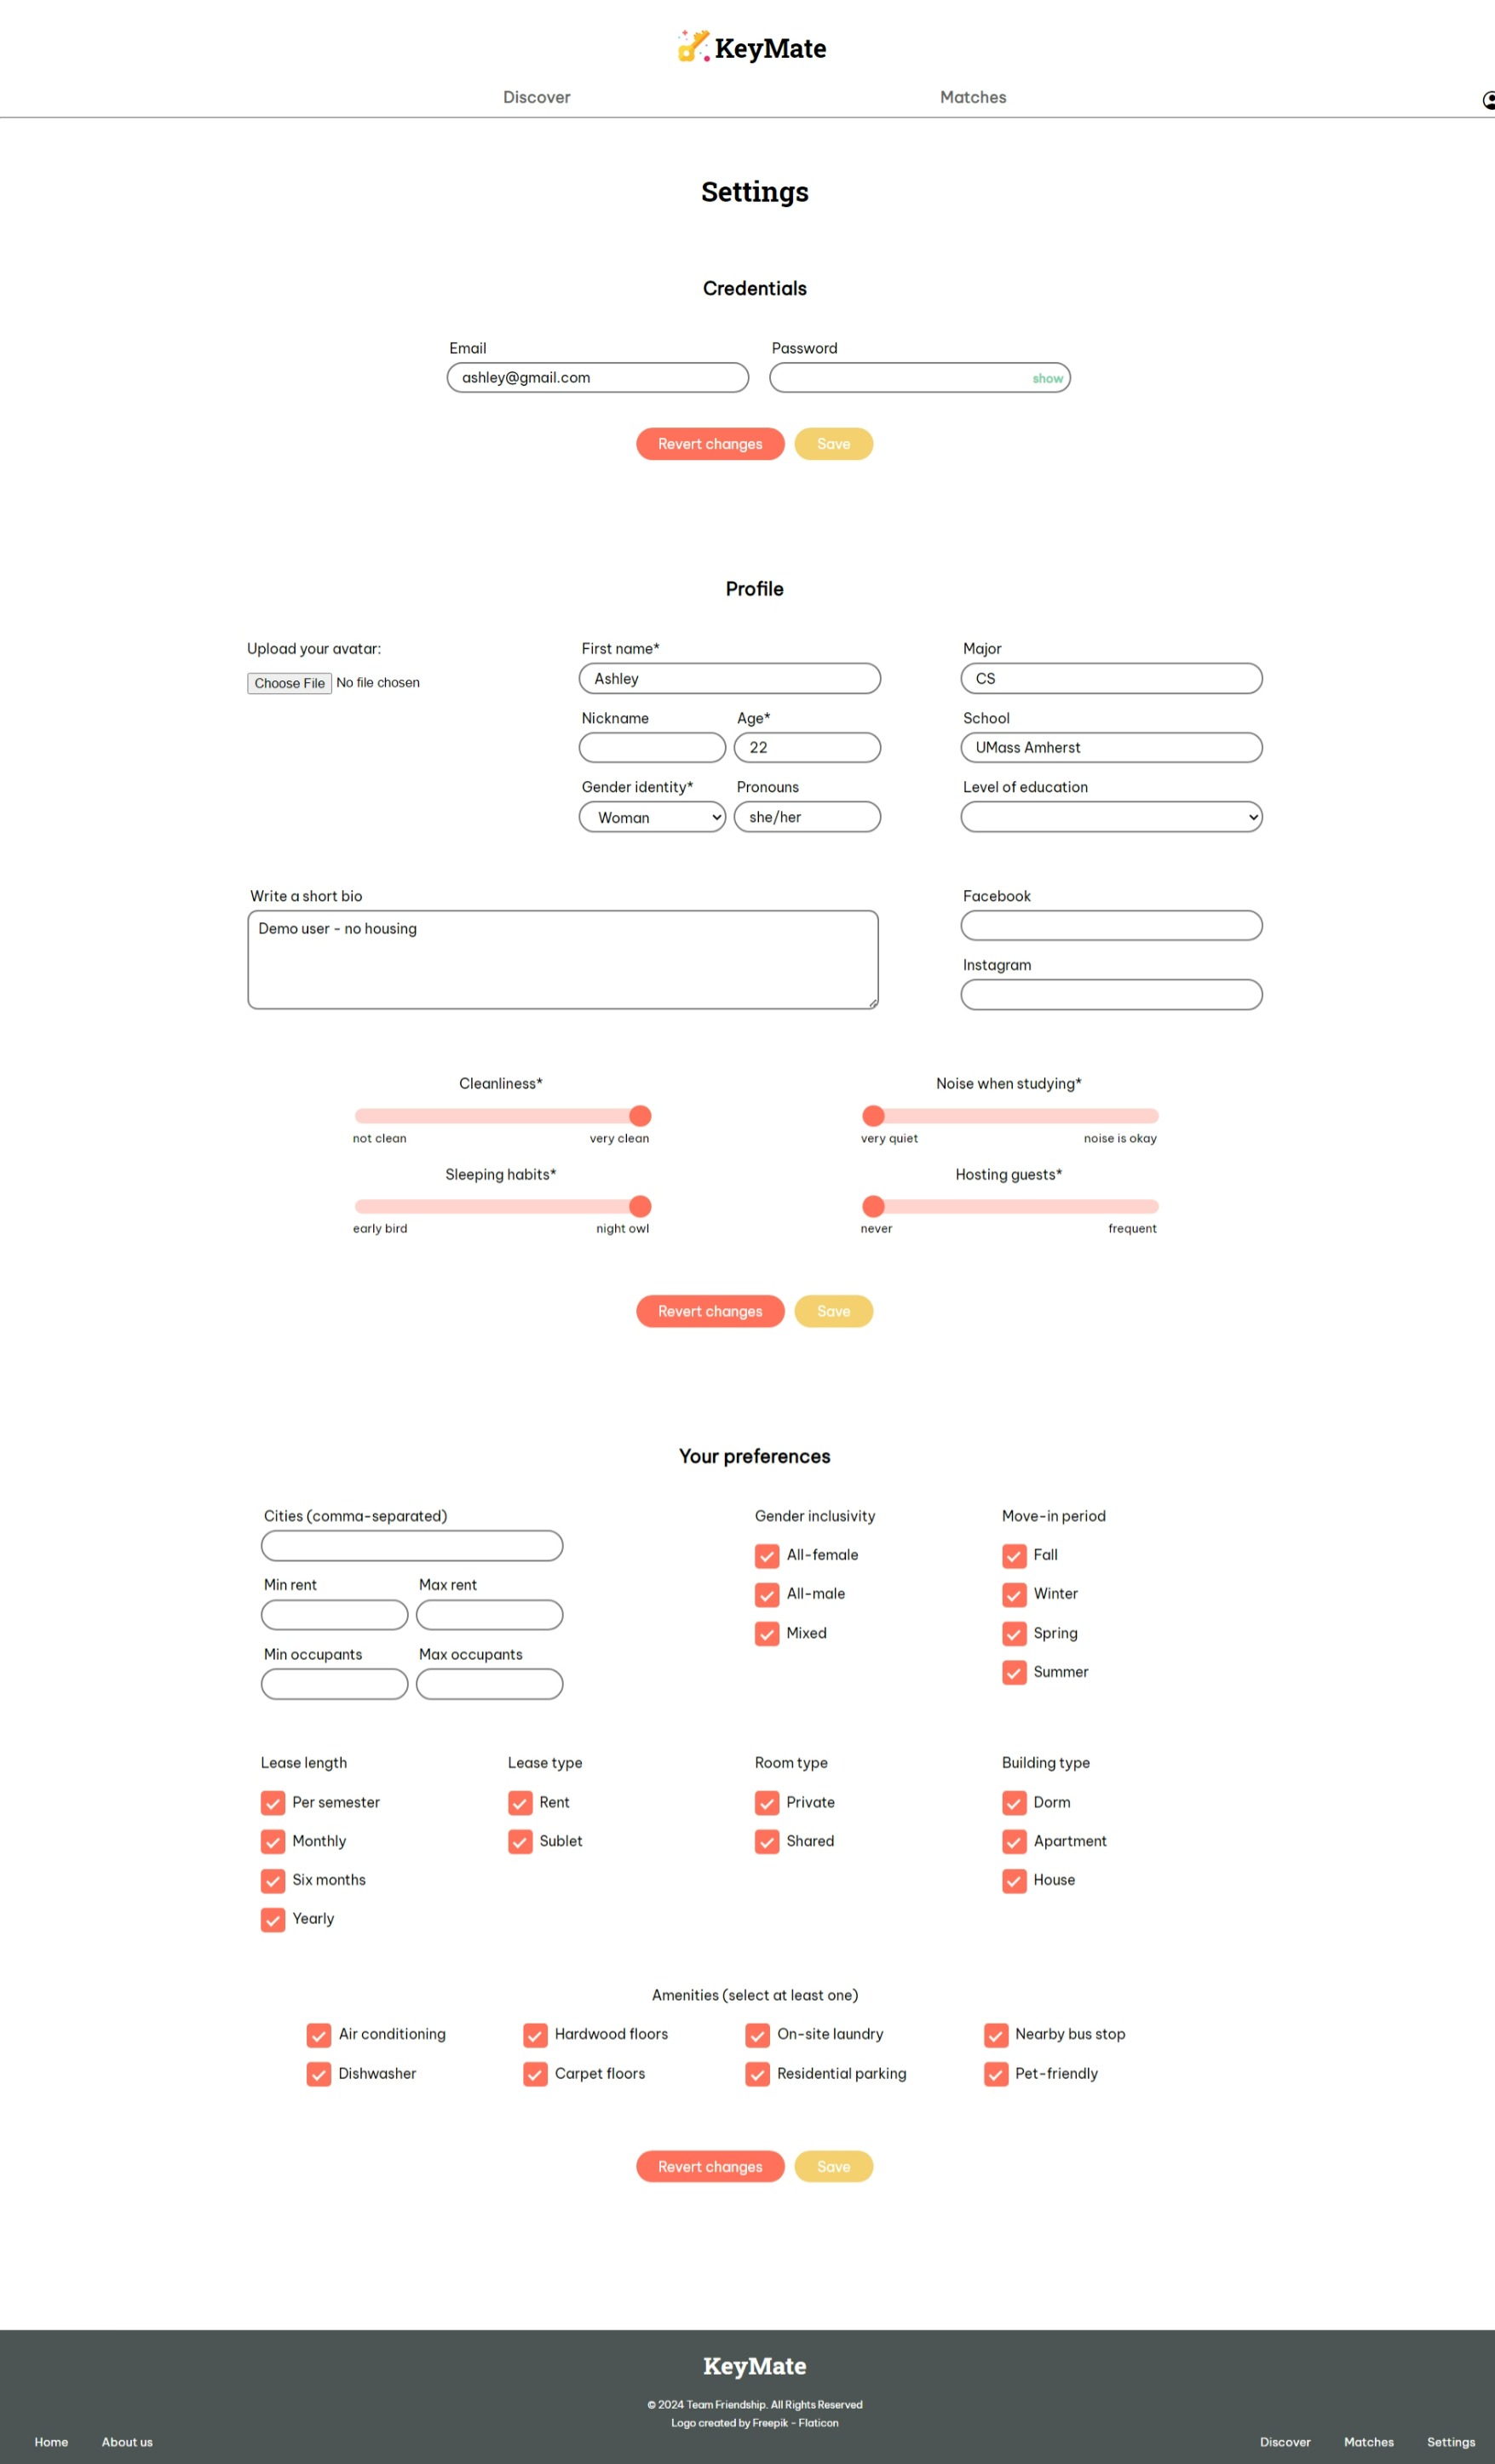 KeyMate
Discover Matches
Settings
Credentials
Email Password
ashley@gmail.com show
Revert changes Save
Profile
Upload your avatar: First name* Major
Choose File No file chosen Ashley CS
Nickname Age* School
22 UMass Amherst
Gender identity* Pronouns Level of education
Woman she/her
Write a short bio Facebook
Demo user - no housing
Instagram
Cleanliness* Noise when studying*
not clean very clean very quiet noise is okay
Sleeping habits* Hosting guests*
early bird night owl never frequent
Revert changes Save
Your preferences
Cities (comma-separated) Gender inclusivity Move-in period
All-female Fall
Min rent Max rent All-male Winter
Mixed Spring
Min occupants Max occupants Summer
Lease length Lease type Room type Building type
Per semester Rent Private Dorm
Monthly Sublet Shared Apartment
Six months House
Yearly
Amenities (select at least one)
Air conditioning Hardwood floors On-site laundry Nearby bus stop
Dishwasher Carpet floors Residential parking Pet-friendly
Revert changes Save
KeyMate
© 2024 Team Friendship. All Rights Reserved
Logo created by Freepik - Flaticon
Home About us Discover Matches Settings